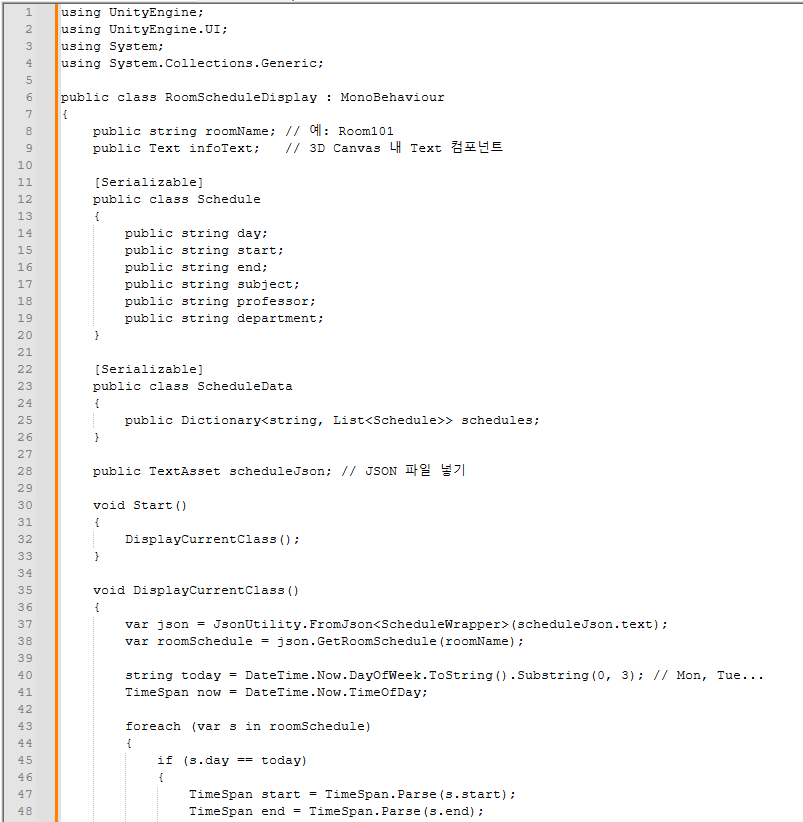 1 using UnityEngine;
2 using UnityEngine.UI;
3 using System;
4 using System.Collections.Generic;
5
6 public class RoomScheduleDisplay : MonoBehaviour
7 {
8     public string roomName; // 예: Room101
9     public Text infoText;   // 3D Canvas 내 Text 컴포넌트
10
11     [Serializable]
12     public class Schedule
13     {
14         public string day;
15         public string start;
16         public string end;
17         public string subject;
18         public string professor;
19         public string department;
20     }
21
22     [Serializable]
23     public class ScheduleData
24     {
25         public Dictionary<string, List<Schedule>> schedules;
26     }
27
28     public TextAsset scheduleJson; // JSON 파일 넣기
29
30     void Start()
31     {
32         DisplayCurrentClass();
33     }
34
35     void DisplayCurrentClass()
36     {
37         var json = JsonUtility.FromJson<ScheduleWrapper>(scheduleJson.text);
38         var roomSchedule = json.GetRoomSchedule(roomName);
39
40         string today = DateTime.Now.DayOfWeek.ToString().Substring(0, 3); // Mon, Tue...
41         TimeSpan now = DateTime.Now.TimeOfDay;
42
43         foreach (var s in roomSchedule)
44         {
45             if (s.day == today)
46             {
47                 TimeSpan start = TimeSpan.Parse(s.start);
48                 TimeSpan end = TimeSpan.Parse(s.end);